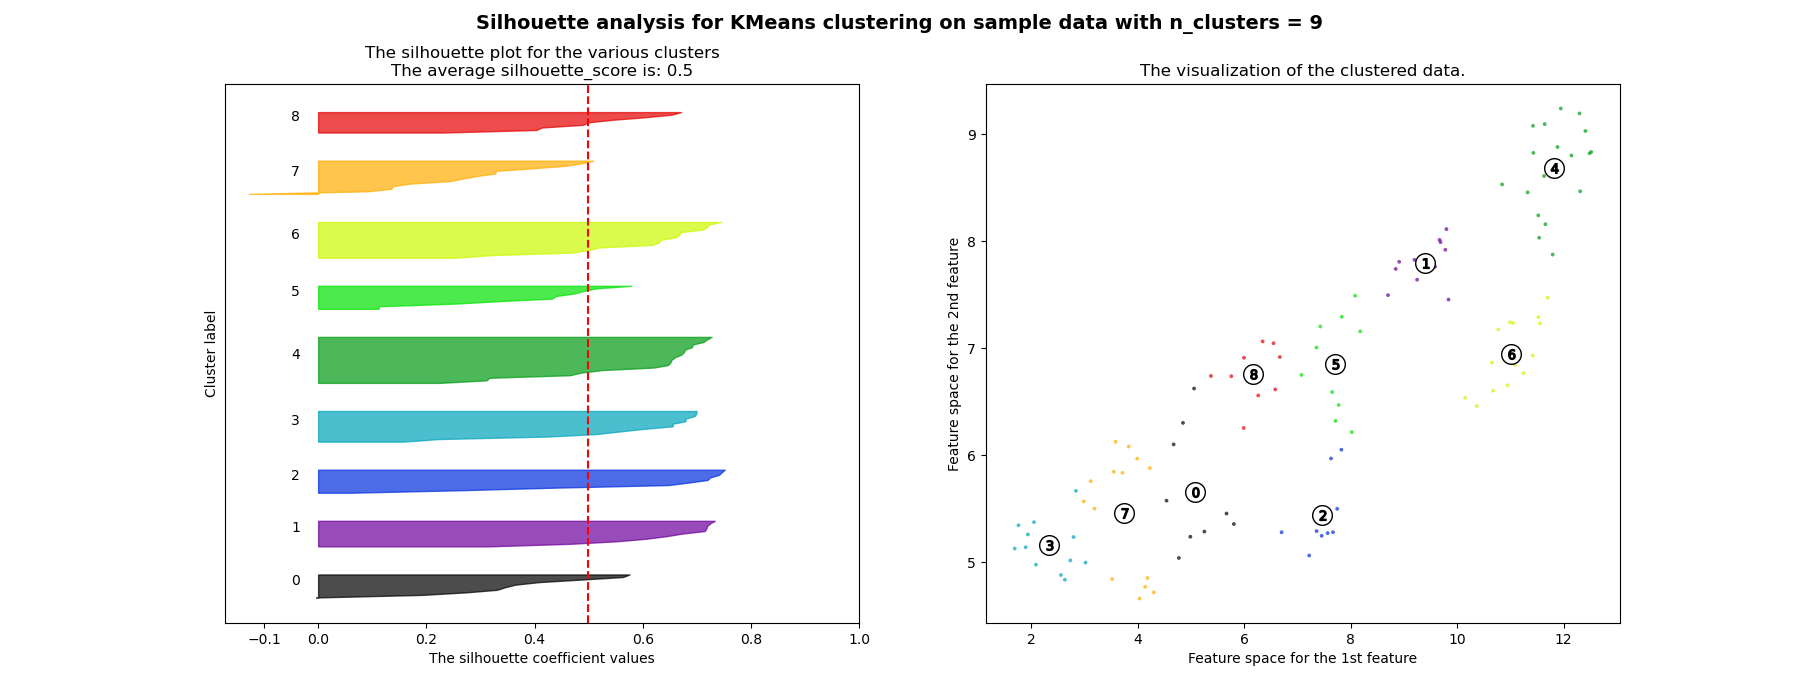 Silhouette analysis for KMeans clustering on sample data with n_clusters = 9
The silhouette plot for the various clusters
The average silhouette_score is: 0.5
8
7
6
5
4
3
2
1
0
Cluster label
−0.1 0.0 0.2 0.4 0.6 0.8 1.0
The silhouette coefficient values
The visualization of the clustered data.
9
8
7
6
5
Feature space for the 2nd feature
4
1
6
5
8
0
2
7
3
2 4 6 8 10 12
Feature space for the 1st feature